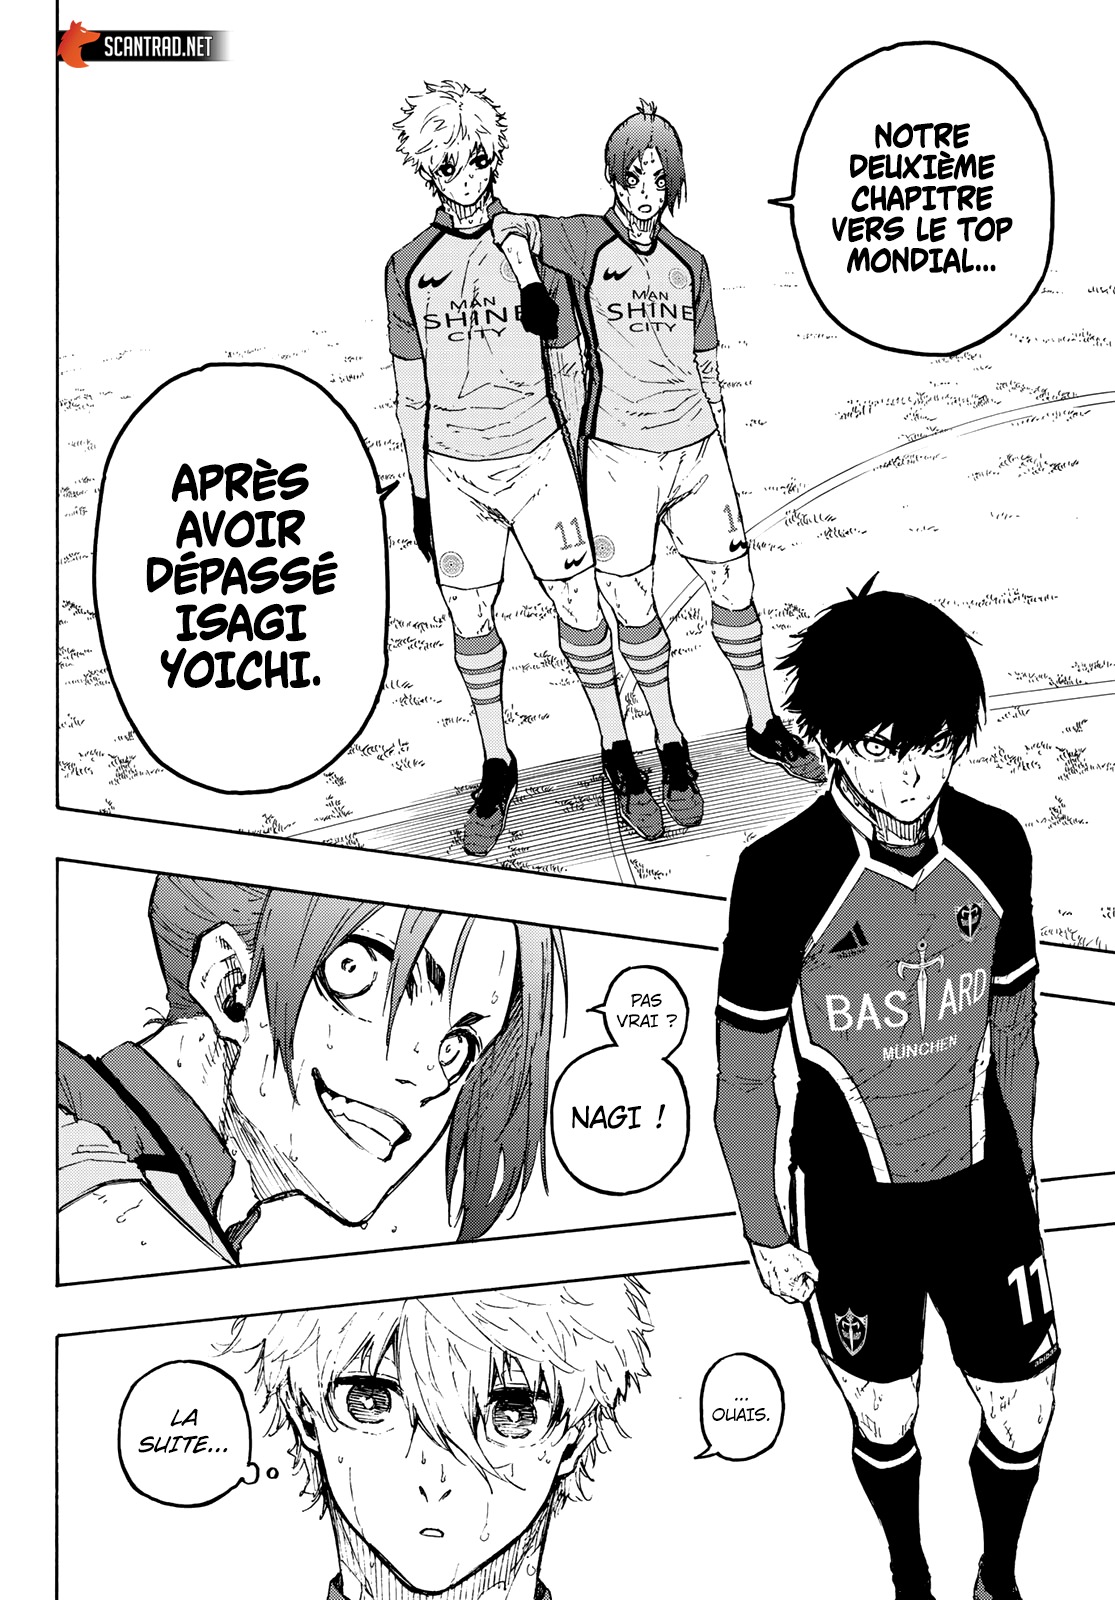 SCANTRAD.NET
NOTRE
DEUXIÈME
CHAPITRE
VERS LE TOP
MONDIAL...
MAN
SHINE
CITY
MAN
SHINE
CITY
11
1
APRÈS
AVOIR
DÉPASSÉ
ISAGI
YOICHI.
BASTARD
MÜNCHEN
11
PAS
VRAI ?
NAGI !
LA
SUITE...
...
OUAIS.